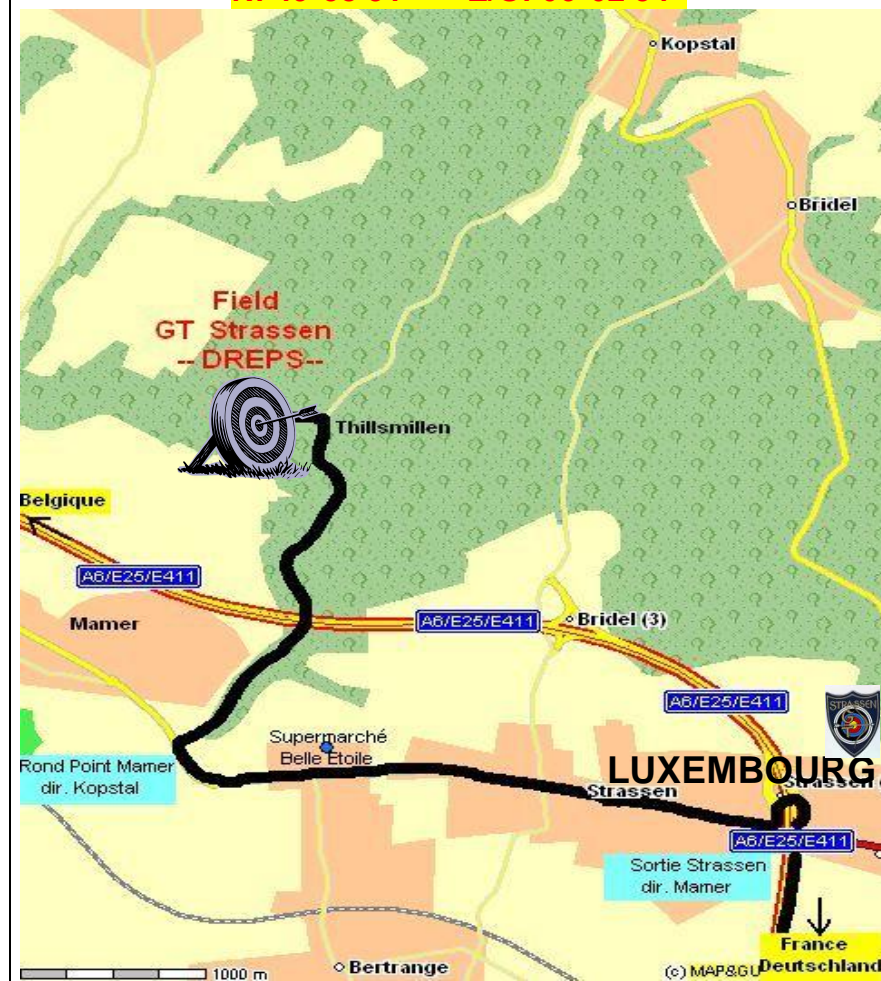 Kopstal
Bridel
Field
GT Strassen
-- DREPS--
Thillsmillen
Belgique
A6/E25/E411
Mamer
A6/E25/E411
Bridel (3)
A6/E25/E411
STRASSEN
Supermarché
Belle Etoile
Rond Point Mamer
dir. Kopstal
LUXEMBOURG
Strassen
Strassen
A6/E25/E411
Sortie Strassen
dir. Mamer
France
Deutschland
1000 m
Bertrange
(c) MAP&GU